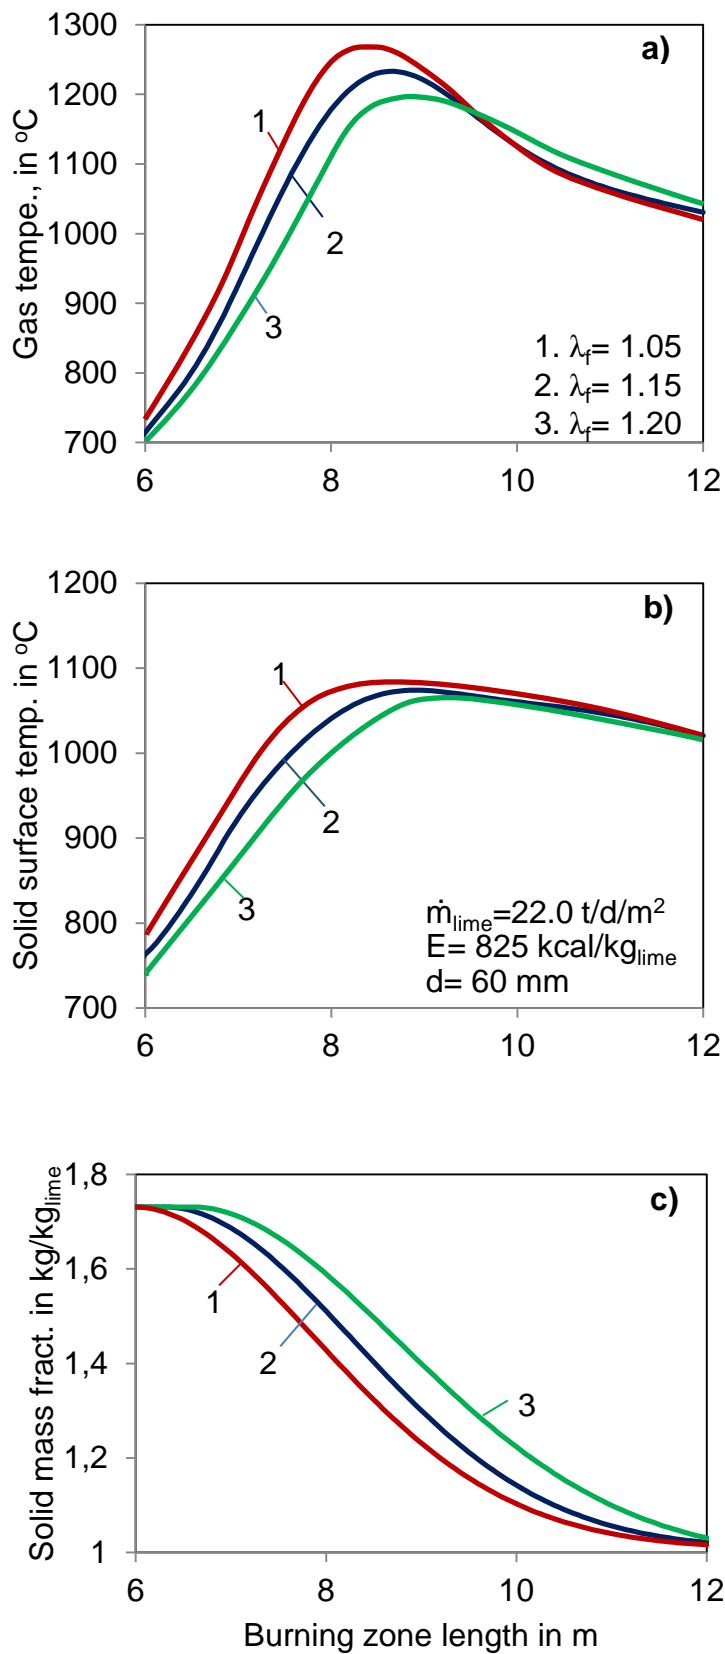 Gas tempe., in ºC
1300
1200
1100
1000
900
800
700
a)
1
2
3
1. λf= 1.05
2. λf= 1.15
3. λf= 1.20
6 8 10 12
Solid surface temp. in ºC
1200
1100
1000
900
800
700
b)
1
2
3
ṁlime=22.0 t/d/m²
E= 825 kcal/kglime
d= 60 mm
6 8 10 12
Solid mass fract. in kg/kglime
1,8
1,6
1,4
1,2
1
c)
1
2
3
6 8 10 12
Burning zone length in m